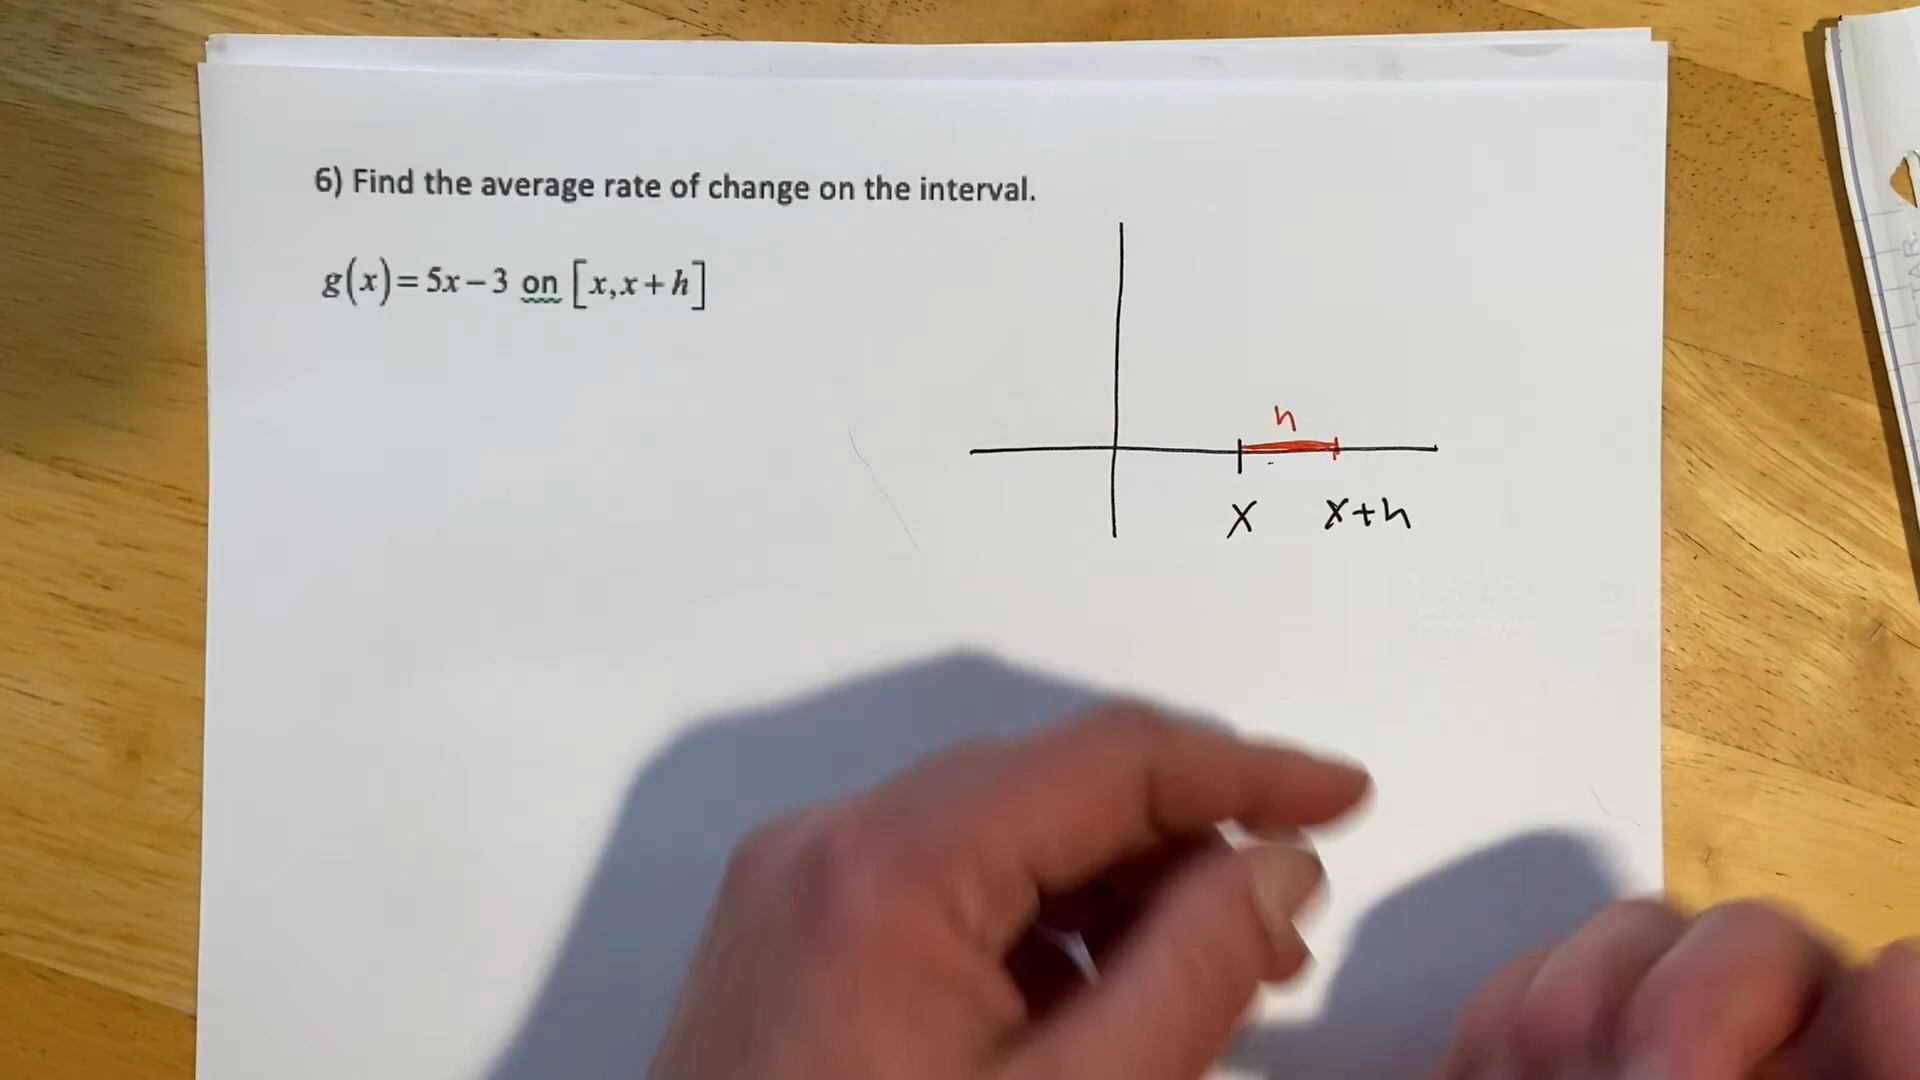 6) Find the average rate of change on the interval.
g(x)=5x-3 on [x,x+h]
h
x x+h